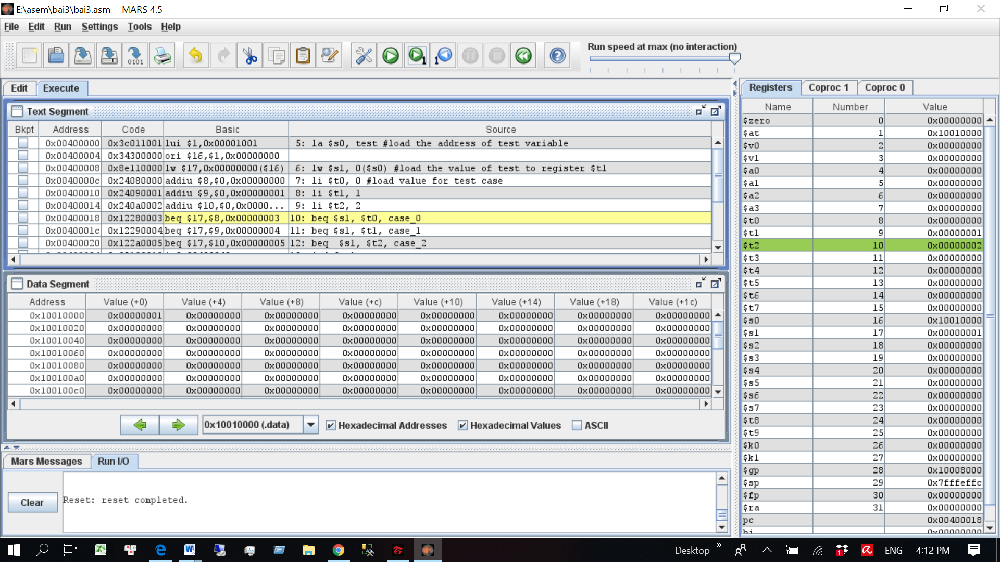 E:\asem\bai3\bai3.asm - MARS 4.5
File Edit Run Settings Tools Help
Run speed at max (no interaction)
0101
1
1
?
Edit Execute
Registers Coproc 1 Coproc 0
Text Segment
Bkpt Address Code Basic Source
0x00400000 0x3c011001 lui $1,0x00001001 5: la $s0, test #load the address of test variable
0x00400004 0x34300000 ori $16,$1,0x00000000
0x00400008 0x8e110000 lw $17,0x00000000($16) 6: lw $s1, 0($s0) #load the value of test to register $t1
0x0040000c 0x24080000 addiu $8,$0,0x00000000 7: li $t0, 0 #load value for test case
0x00400010 0x24090001 addiu $9,$0,0x00000001 8: li $t1, 1
0x00400014 0x240a0002 addiu $10,$0,0x0000... 9: li $t2, 2
0x00400018 0x12280003 beq $17,$8,0x00000003 10: beq $s1, $t0, case_0
0x0040001c 0x12290004 beq $17,$9,0x00000004 11: beq $s1, $t1, case_1
0x00400020 0x122a0005 beq $17,$10,0x00000005 12: beq  $s1, $t2, case_2
Data Segment
Address Value (+0) Value (+4) Value (+8) Value (+c) Value (+10) Value (+14) Value (+18) Value (+1c)
0x10010000 0x00000001 0x00000000 0x00000000 0x00000000 0x00000000 0x00000000 0x00000000 0x00000000
0x10010020 0x00000000 0x00000000 0x00000000 0x00000000 0x00000000 0x00000000 0x00000000 0x00000000
0x10010040 0x00000000 0x00000000 0x00000000 0x00000000 0x00000000 0x00000000 0x00000000 0x00000000
0x10010060 0x00000000 0x00000000 0x00000000 0x00000000 0x00000000 0x00000000 0x00000000 0x00000000
0x10010080 0x00000000 0x00000000 0x00000000 0x00000000 0x00000000 0x00000000 0x00000000 0x00000000
0x100100a0 0x00000000 0x00000000 0x00000000 0x00000000 0x00000000 0x00000000 0x00000000 0x00000000
0x100100c0 0x00000000 0x00000000 0x00000000 0x00000000 0x00000000 0x00000000 0x00000000 0x00000000
0x10010000 (.data) Hexadecimal Addresses Hexadecimal Values ASCII
Mars Messages Run I/O
Clear
Reset: reset completed.
Name Number Value
$zero 0 0x00000000
$at 1 0x10010000
$v0 2 0x00000000
$v1 3 0x00000000
$a0 4 0x00000000
$a1 5 0x00000000
$a2 6 0x00000000
$a3 7 0x00000000
$t0 8 0x00000000
$t1 9 0x00000001
$t2 10 0x00000002
$t3 11 0x00000000
$t4 12 0x00000000
$t5 13 0x00000000
$t6 14 0x00000000
$t7 15 0x00000000
$s0 16 0x10010000
$s1 17 0x00000001
$s2 18 0x00000000
$s3 19 0x00000000
$s4 20 0x00000000
$s5 21 0x00000000
$s6 22 0x00000000
$s7 23 0x00000000
$t8 24 0x00000000
$t9 25 0x00000000
$k0 26 0x00000000
$k1 27 0x00000000
$gp 28 0x10008000
$sp 29 0x7fffeffc
$fp 30 0x00000000
$ra 31 0x00000000
pc 0x00400018
hi 0x00000000
Desktop 1 ENG 4:12 PM